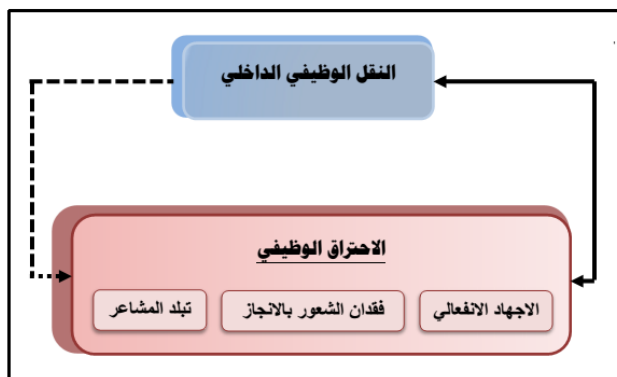 النقل الوظيفي الداخلي
الاحتراق الوظيفي
الاجهاد الانفعالي
فقدان الشعور بالانجاز
تبلد المشاعر